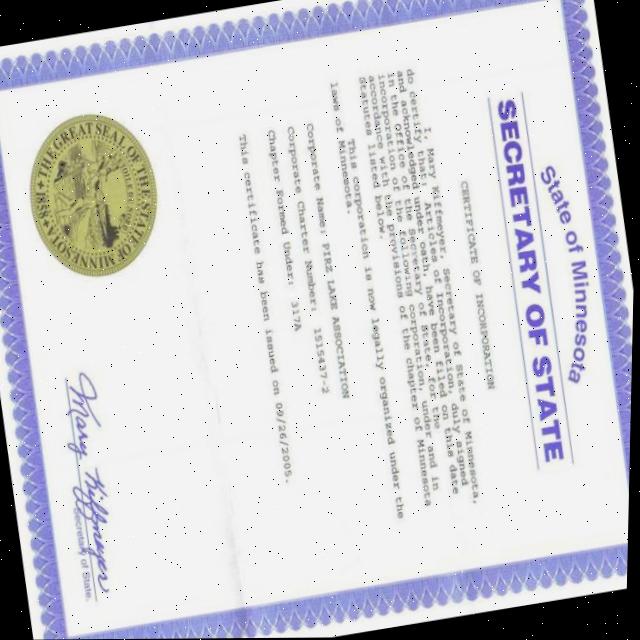 State of Minnesota
SECRETARY OF STATE
CERTIFICATE OF INCORPORATION
I, Mary Kiffmeyer, Secretary of State of Minnesota,
do certify that: Articles of Incorporation, duly signed
and acknowledged under oath, have been filed on this date
in the Office of the Secretary of State, for the
incorporation of the following corporation, under and in
accordance with the provisions of the chapter of Minnesota
Statutes listed below.
This corporation is now legally organized under the
laws of Minnesota.
Corporate Name: PIRZ LAKE ASSOCIATION
Corporate Charter Number: 1515437-2
Chapter Formed Under: 317A
This certificate has been issued on 09/26/2005.
THE GREAT SEAL OF THE STATE OF MINNESOTA 1858
Mary Kiffmeyer
Secretary of State.